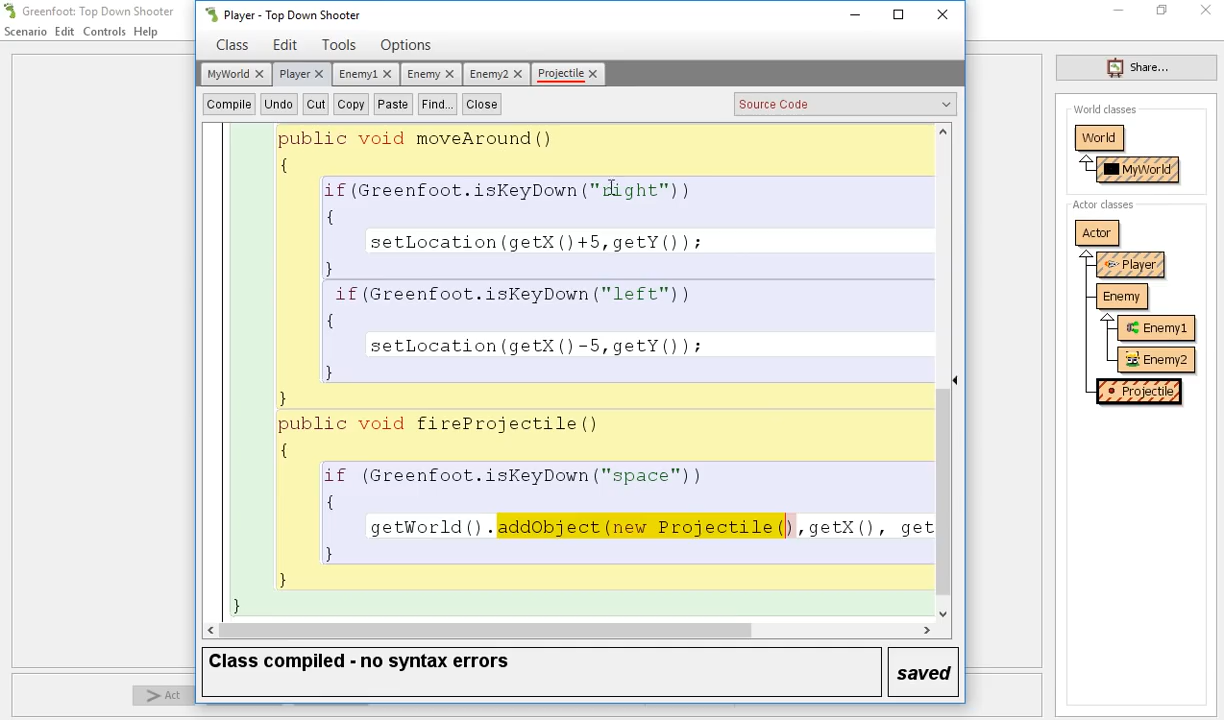 Greenfoot: Top Down Shooter
Scenario Edit Controls Help
Player - Top Down Shooter
Class Edit Tools Options
MyWorld Player Enemy1 Enemy Enemy2 Projectile
Compile Undo Cut Copy Paste Find... Close Source Code
public void moveAround()
{
if(Greenfoot.isKeyDown("right"))
{
setLocation(getX()+5,getY());
}
if(Greenfoot.isKeyDown("left"))
{
setLocation(getX()-5,getY());
}
}
public void fireProjectile()
{
if (Greenfoot.isKeyDown("space"))
{
getWorld().addObject(new Projectile(),getX(), get
}
}
}
Class compiled - no syntax errors
saved
Act
Share...
World classes
World
MyWorld
Actor classes
Actor
Player
Enemy
Enemy1
Enemy2
Projectile